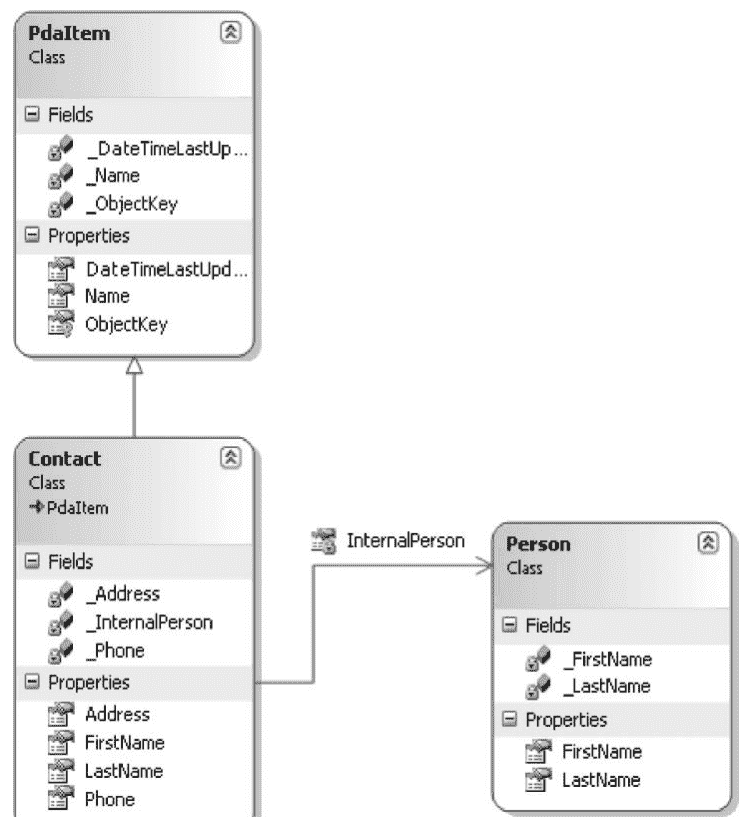 PdaItem
Class
Fields
_DateTimeLastUp...
_Name
_ObjectKey
Properties
DateTimeLastUpd...
Name
ObjectKey
Contact
Class
PdaItem
Fields
_Address
_InternalPerson
_Phone
Properties
Address
FirstName
LastName
Phone
InternalPerson
Person
Class
Fields
_FirstName
_LastName
Properties
FirstName
LastName